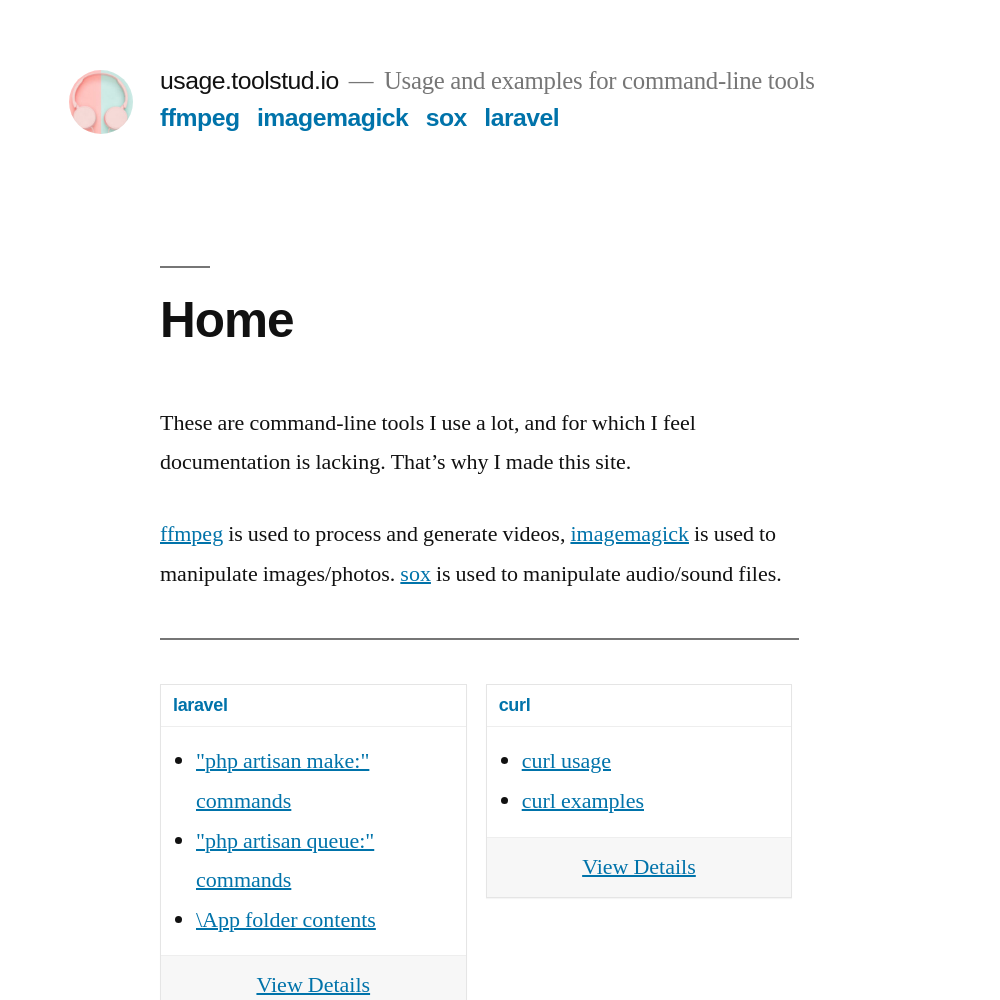 usage.toolstud.io — Usage and examples for command-line tools
ffmpeg imagemagick sox laravel
Home
These are command-line tools I use a lot, and for which I feel
documentation is lacking. That’s why I made this site.
ffmpeg is used to process and generate videos, imagemagick is used to
manipulate images/photos. sox is used to manipulate audio/sound files.
laravel
"php artisan make:"
commands
"php artisan queue:"
commands
\App folder contents
View Details
curl
curl usage
curl examples
View Details